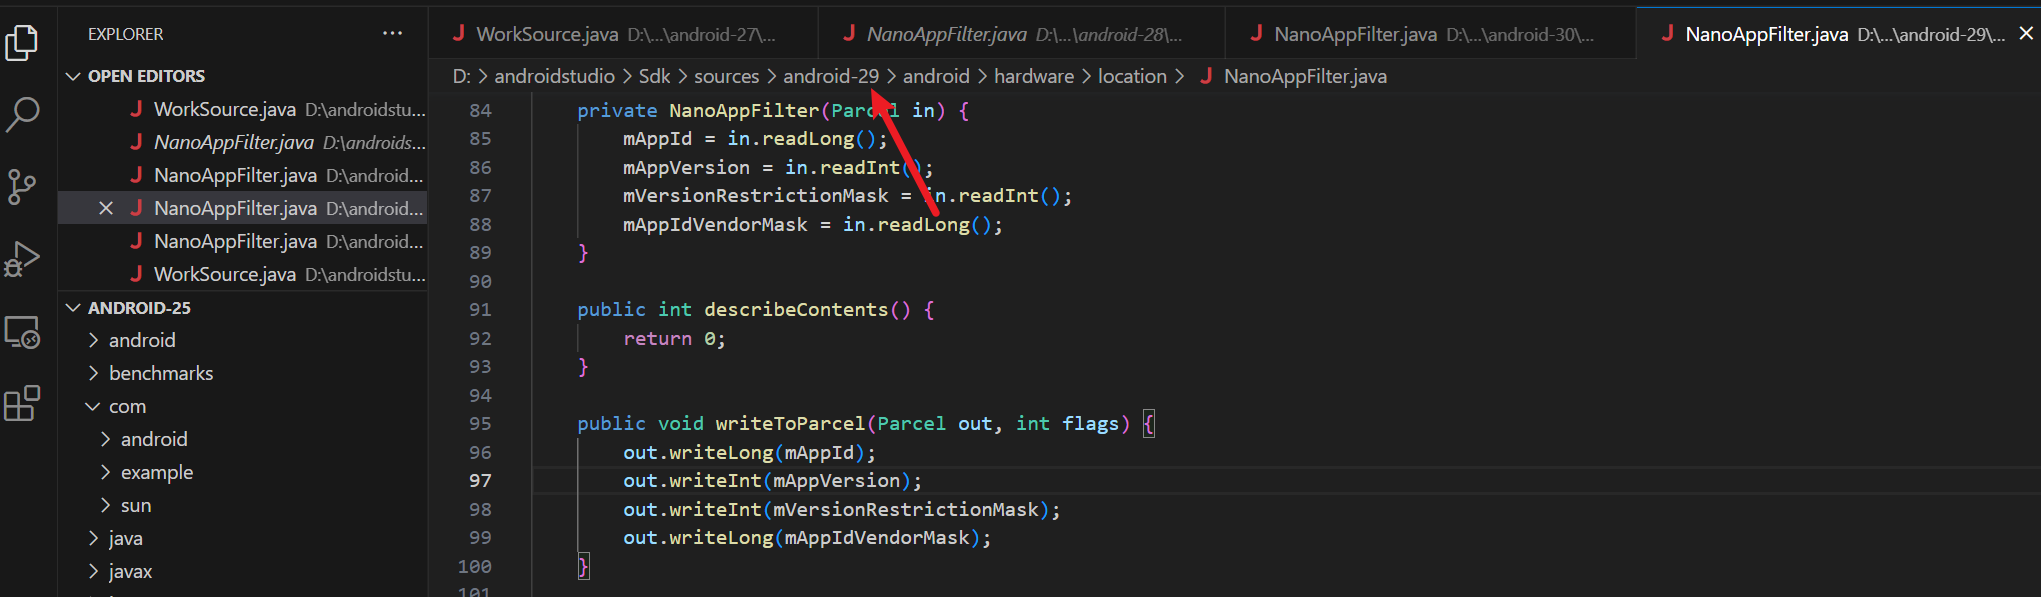 EXPLORER ...
OPEN EDITORS
WorkSource.java D:\androidstu...
NanoAppFilter.java D:\androids...
NanoAppFilter.java D:\android...
NanoAppFilter.java D:\android...
NanoAppFilter.java D:\android...
WorkSource.java D:\androidstu...
ANDROID-25
android
benchmarks
com
android
example
sun
java
javax
WorkSource.java D:\...\android-27\...
NanoAppFilter.java D:\...\android-28\...
NanoAppFilter.java D:\...\android-30\...
NanoAppFilter.java D:\...\android-29\...
D: > androidstudio > Sdk > sources > android-29 > android > hardware > location > NanoAppFilter.java
84 private NanoAppFilter(Parcel in) {
85 mAppId = in.readLong();
86 mAppVersion = in.readInt();
87 mVersionRestrictionMask = in.readInt();
88 mAppIdVendorMask = in.readLong();
89 }
90
91 public int describeContents() {
92 return 0;
93 }
94
95 public void writeToParcel(Parcel out, int flags) {
96 out.writeLong(mAppId);
97 out.writeInt(mAppVersion);
98 out.writeInt(mVersionRestrictionMask);
99 out.writeLong(mAppIdVendorMask);
100 }
101